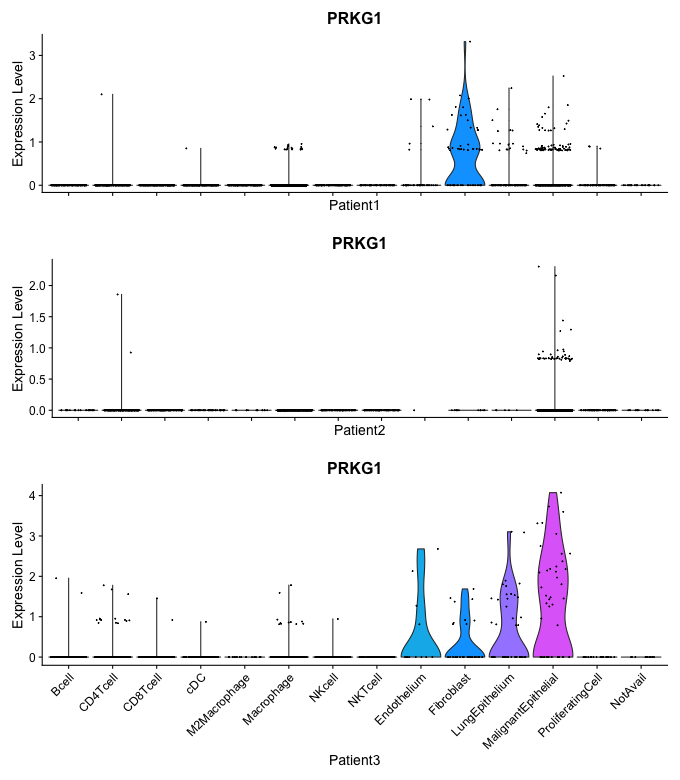 PRKG1
Expression Level
3
2
1
0
Patient1
PRKG1
Expression Level
2.0
1.5
1.0
0.5
0.0
Patient2
PRKG1
Expression Level
4
3
2
1
0
Bcell
CD4Tcell
CD8Tcell
cDC
M2Macrophage
Macrophage
NKcell
NKTcell
Endothelium
Fibroblast
LungEpithelium
MalignantEpithelial
ProliferatingCell
NotAvail
Patient3